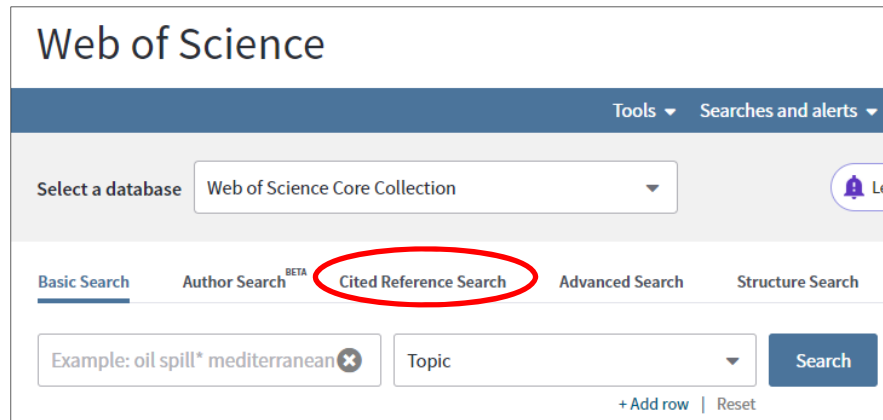 Web of Science
Tools Searches and alerts
Select a database Web of Science Core Collection
Basic Search Author Search BETA Cited Reference Search Advanced Search Structure Search
Example: oil spill* mediterranean Topic Search
+ Add row | Reset